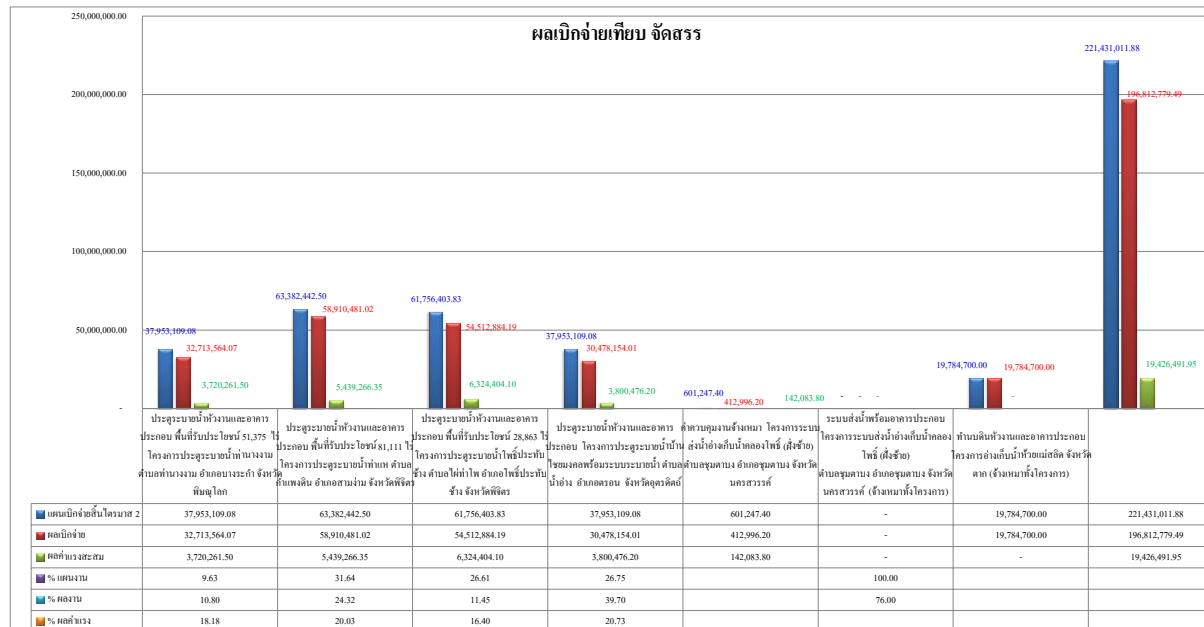 ผลเบิกจ่ายเทียบ จัดสรร
250,000,000.00
200,000,000.00
150,000,000.00
100,000,000.00
50,000,000.00
-
37,953,109.08
32,713,564.07
3,720,261.50
63,382,442.50
58,910,481.02
5,439,266.35
61,756,403.83
54,512,884.19
6,324,404.10
37,953,109.08
30,478,154.01
3,800,476.20
601,247.40
412,996.20
142,083.80
- - -
19,784,700.00
19,784,700.00
-
221,431,011.88
196,812,779.49
19,426,491.95
ประตูระบายน้ำหัวงานและอาคาร
ประกอบ พื้นที่รับประโยชน์ 51,375 ไร่
โครงการประตูระบายน้ำท่านางงาม
ตำบลท่านางงาม อำเภอบางระกำ จังหวัด
พิษณุโลก
ประตูระบายน้ำหัวงานและอาคาร
ประกอบ พื้นที่รับประโยชน์ 81,111 ไร่
โครงการประตูระบายน้ำท่าแห ตำบล
กำแพงดิน อำเภอสามง่าม จังหวัดพิจิตร
ประตูระบายน้ำหัวงานและอาคาร
ประกอบ พื้นที่รับประโยชน์ 28,863 ไร่
โครงการประตูระบายน้ำโพธิ์ประทับ
ช้าง ตำบลไผ่ท่าโพ อำเภอโพธิ์ประทับ
ช้าง จังหวัดพิจิตร
ประตูระบายน้ำหัวงานและอาคาร
ประกอบ โครงการประตูระบายน้ำบ้าน
ไชยมงคลพร้อมระบบระบายน้ำ ตำบล
น้ำอ่าง อำเภอตรอน จังหวัดอุตรดิตถ์
ค่าควบคุมงานจ้างเหมา โครงการระบบ
ส่งน้ำอ่างเก็บน้ำคลองโพธิ์ (ฝั่งซ้าย)
ตำบลชุมตาบง อำเภอชุมตาบง จังหวัด
นครสวรรค์
ระบบส่งน้ำพร้อมอาคารประกอบ
โครงการระบบส่งน้ำอ่างเก็บน้ำคลอง
โพธิ์ (ฝั่งซ้าย)
ตำบลชุมตาบง อำเภอชุมตาบง จังหวัด
นครสวรรค์ (จ้างเหมาทั้งโครงการ)
ทำนบดินหัวงานและอาคารประกอบ
โครงการอ่างเก็บน้ำห้วยแม่สลิด จังหวัด
ตาก (จ้างเหมาทั้งโครงการ)
แผนเบิกจ่ายสิ้นไตรมาส 2 37,953,109.08 63,382,442.50 61,756,403.83 37,953,109.08 601,247.40 - 19,784,700.00 221,431,011.88
ผลเบิกจ่าย 32,713,564.07 58,910,481.02 54,512,884.19 30,478,154.01 412,996.20 - 19,784,700.00 196,812,779.49
ผลค่าแรงสะสม 3,720,261.50 5,439,266.35 6,324,404.10 3,800,476.20 142,083.80 - - 19,426,491.95
% แผนงาน 9.63 31.64 26.61 26.75 100.00
% ผลงาน 10.80 24.32 11.45 39.70 76.00
% ผลค่าแรง 18.18 20.03 16.40 20.73